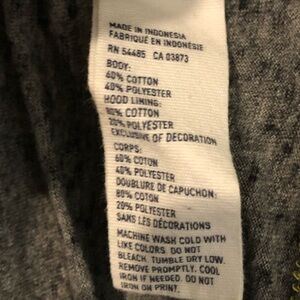 MADE IN INDONESIA
FABRIQUÉ EN INDONÉSIE
RN 54485 CA 03873
BODY:
60% COTTON
40% POLYESTER
HOOD LINING:
80% COTTON
20% POLYESTER
EXCLUSIVE OF DECORATION
CORPS:
60% COTON
40% POLYESTER
DOUBLURE DE CAPUCHON:
80% COTON
20% POLYESTER
SANS LES DÉCORATIONS
MACHINE WASH COLD WITH
LIKE COLORS. DO NOT
BLEACH. TUMBLE DRY LOW.
REMOVE PROMPTLY. COOL
IRON IF NEEDED. DO NOT
IRON ON PRINT.